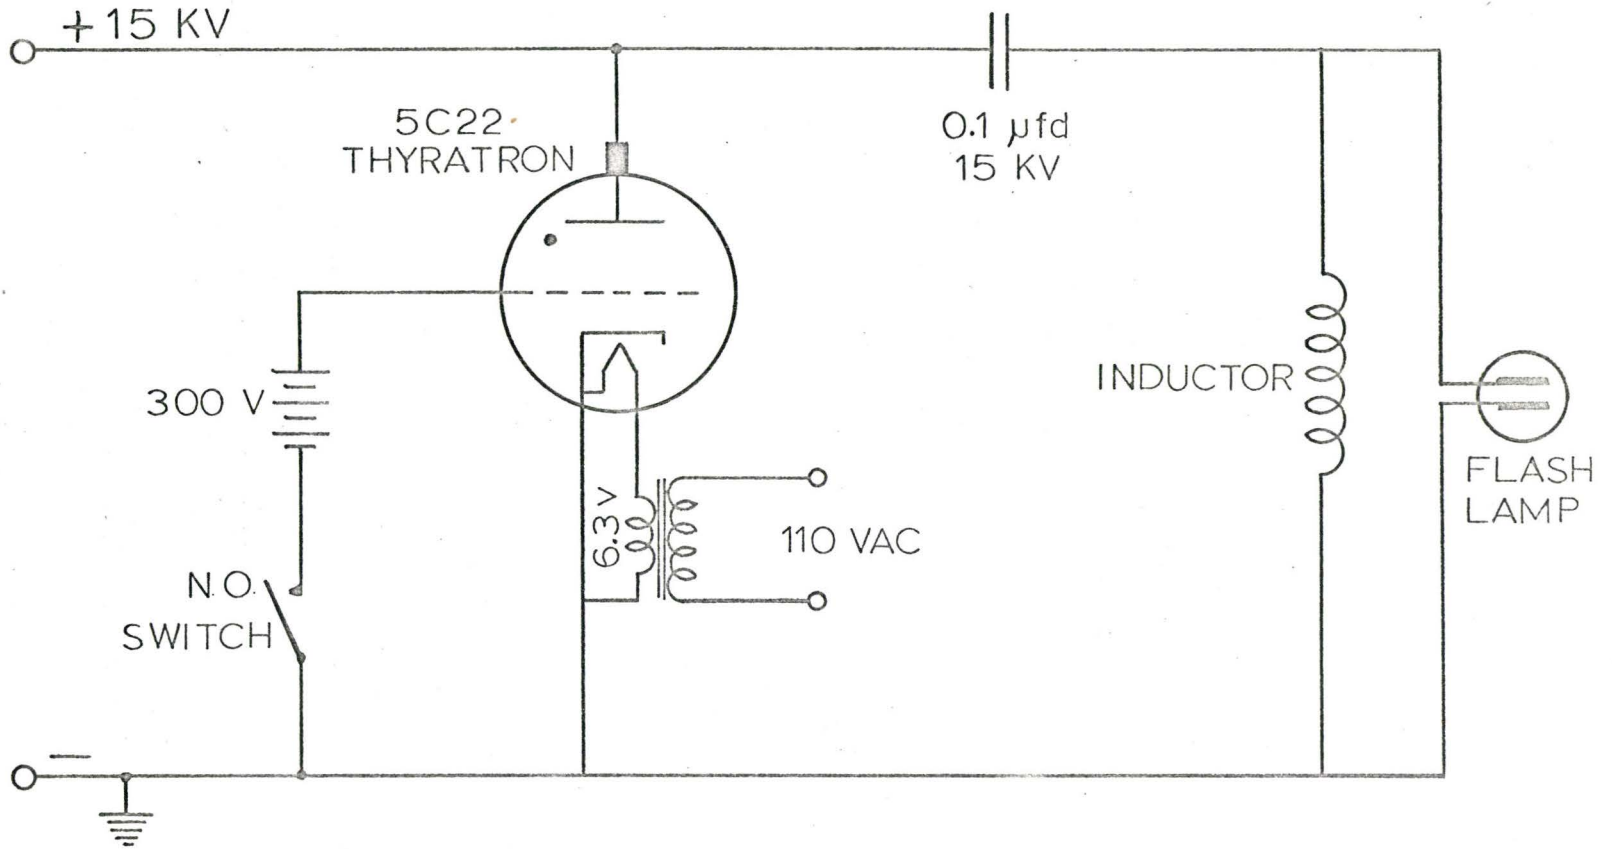 + 15 KV
5C22
THYRATRON
0.1 µfd
15 KV
300 V
INDUCTOR
FLASH
LAMP
6.3 V
110 VAC
N.O.
SWITCH
—